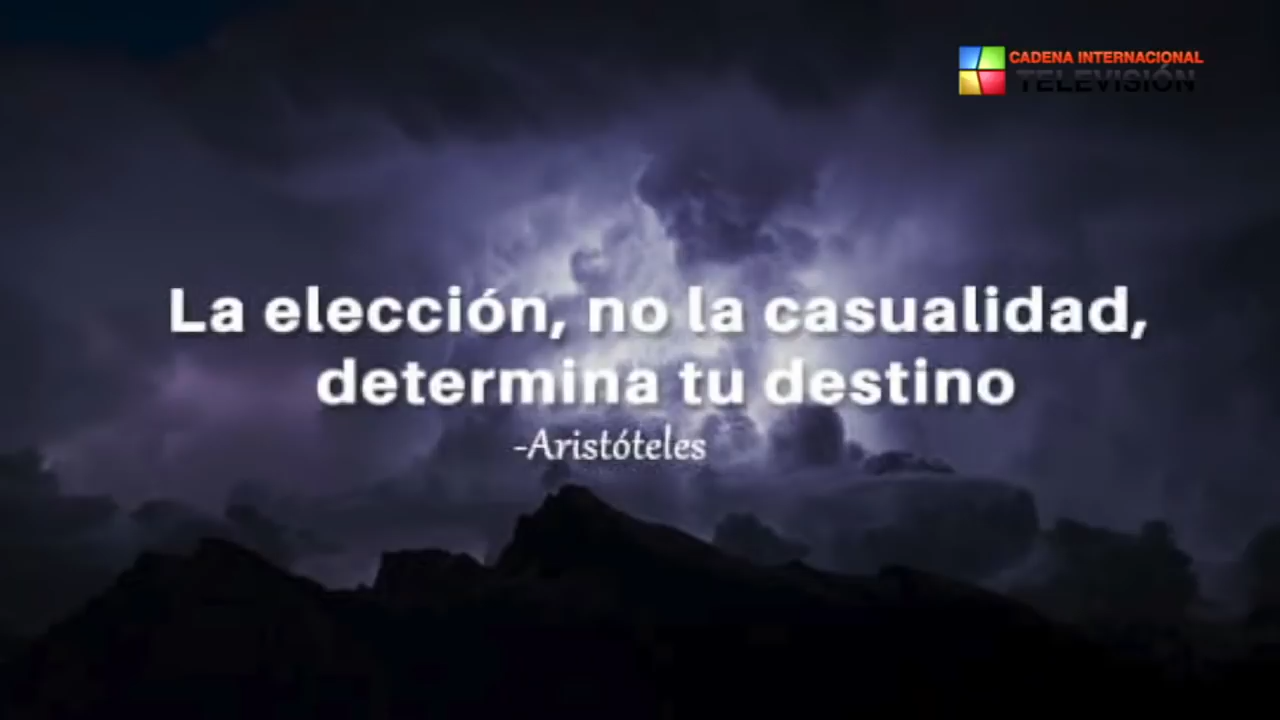 CADENA INTERNACIONAL
TELEVISIÓN
La elección, no la casualidad,
determina tu destino
-Aristóteles